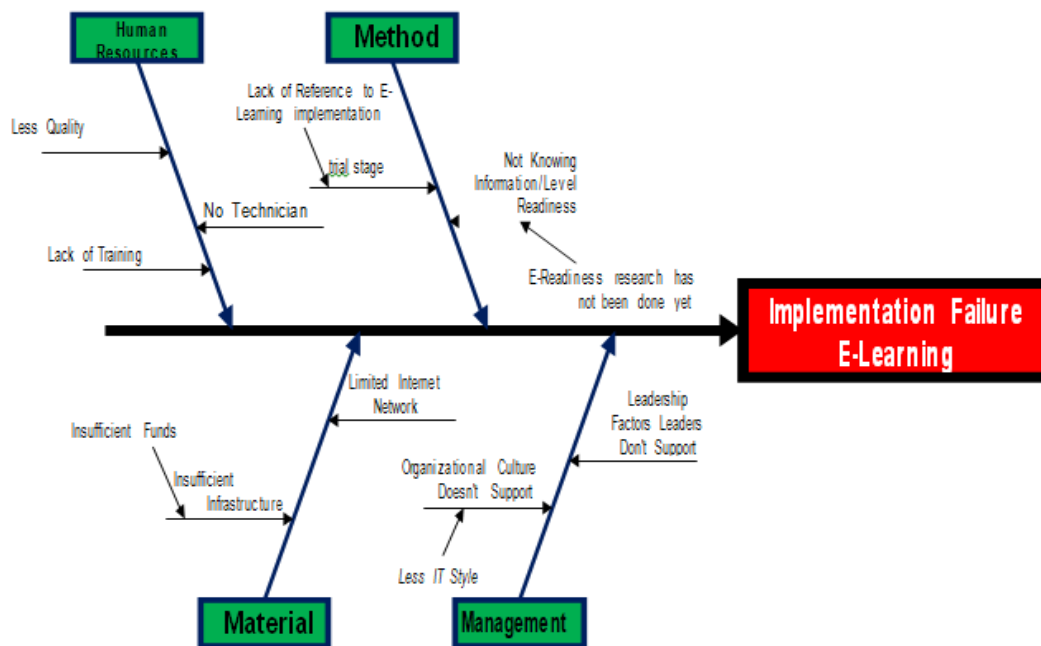 Human
Resources
Method
Lack of Reference to E-
Learning implementation
Less Quality
trial stage
Not Knowing
Information/Level
Readiness
No Technician
Lack of Training
E-Readiness research has
not been done yet
Implementation Failure
E-Learning
Limited Internet
Network
Leadership
Factors Leaders
Don't Support
Insufficient Funds
Organizational Culture
Doesn't Support
Insufficient
Infrastructure
Less IT Style
Material
Management